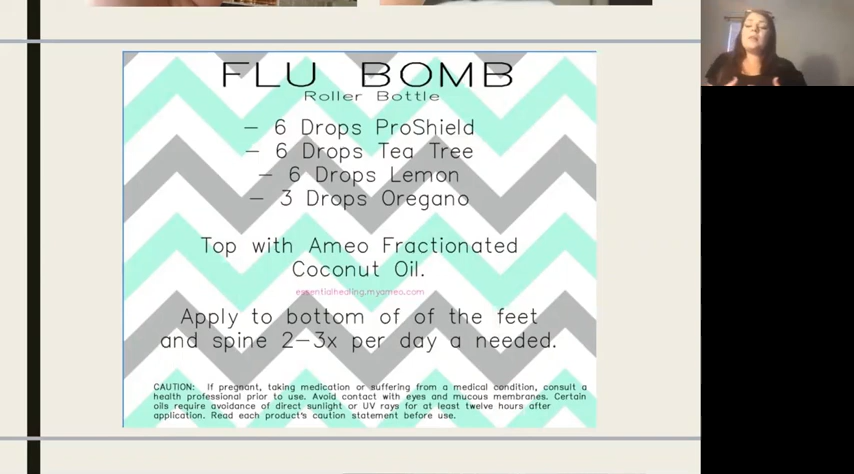 FLU BOMB
Roller Bottle
- 6 Drops ProShield
- 6 Drops Tea Tree
- 6 Drops Lemon
- 3 Drops Oregano
Top with Ameo Fractionated
Coconut Oil.
essentialhealing.myameo.com
Apply to bottom of of the feet
and spine 2-3x per day a needed.
CAUTION: If pregnant, taking medication or suffering from a medical condition, consult a
health professional prior to use. Avoid contact with eyes and mucous membranes. Certain
oils require avoidance of direct sunlight or UV rays for at least twelve hours after
application. Read each product's caution statement before use.